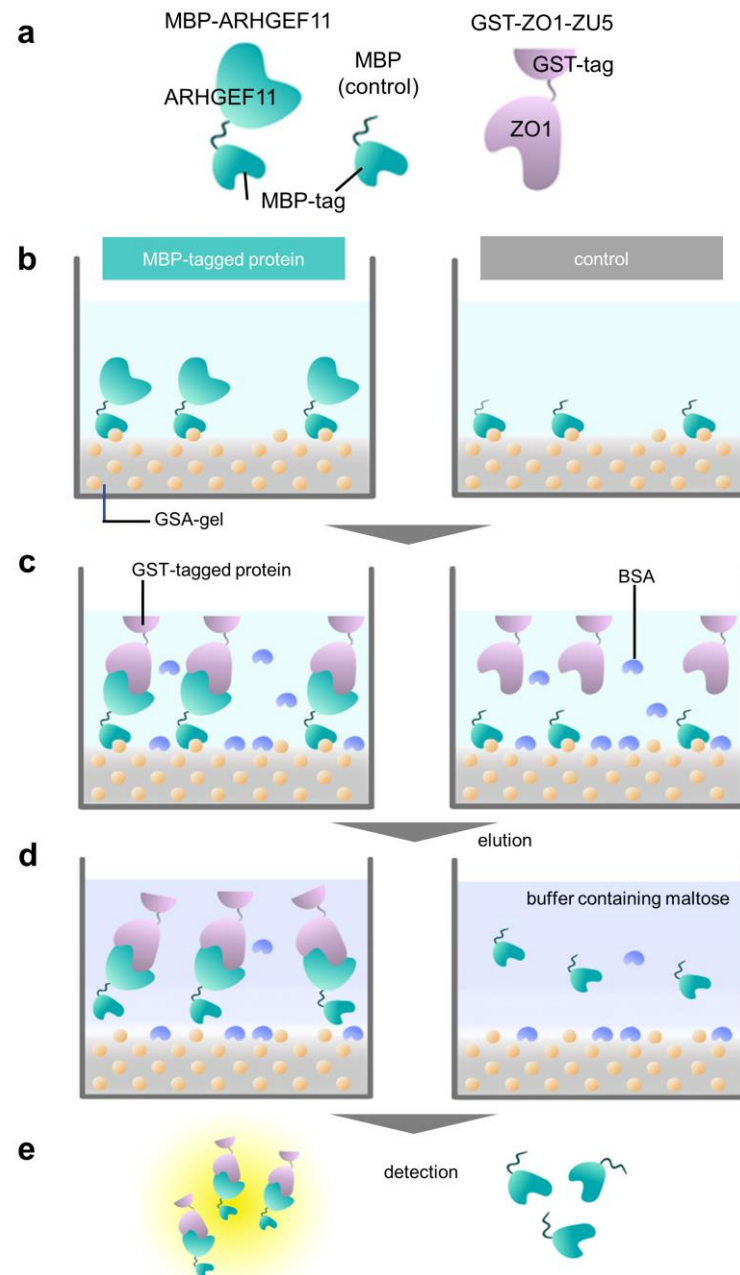 a
MBP-ARHGEF11
GST-ZO1-ZU5
MBP
(control)
GST-tag
ARHGEF11
ZO1
MBP-tag
b
MBP-tagged protein
control
GSA-gel
c
GST-tagged protein
BSA
elution
d
buffer containing maltose
e
detection